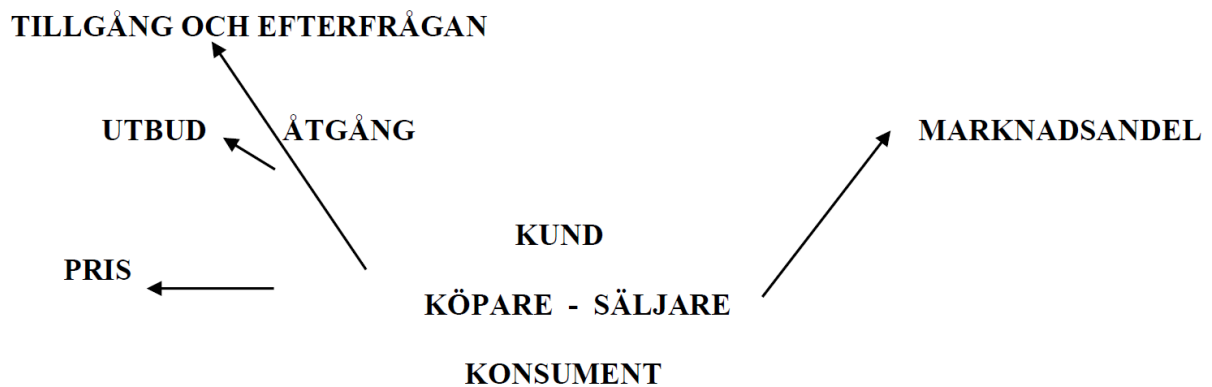 TILLGÅNG OCH EFTERFRÅGAN
UTBUD ÅTGÅNG MARKNADSANDEL
KUND
PRIS
KÖPARE - SÄLJARE
KONSUMENT